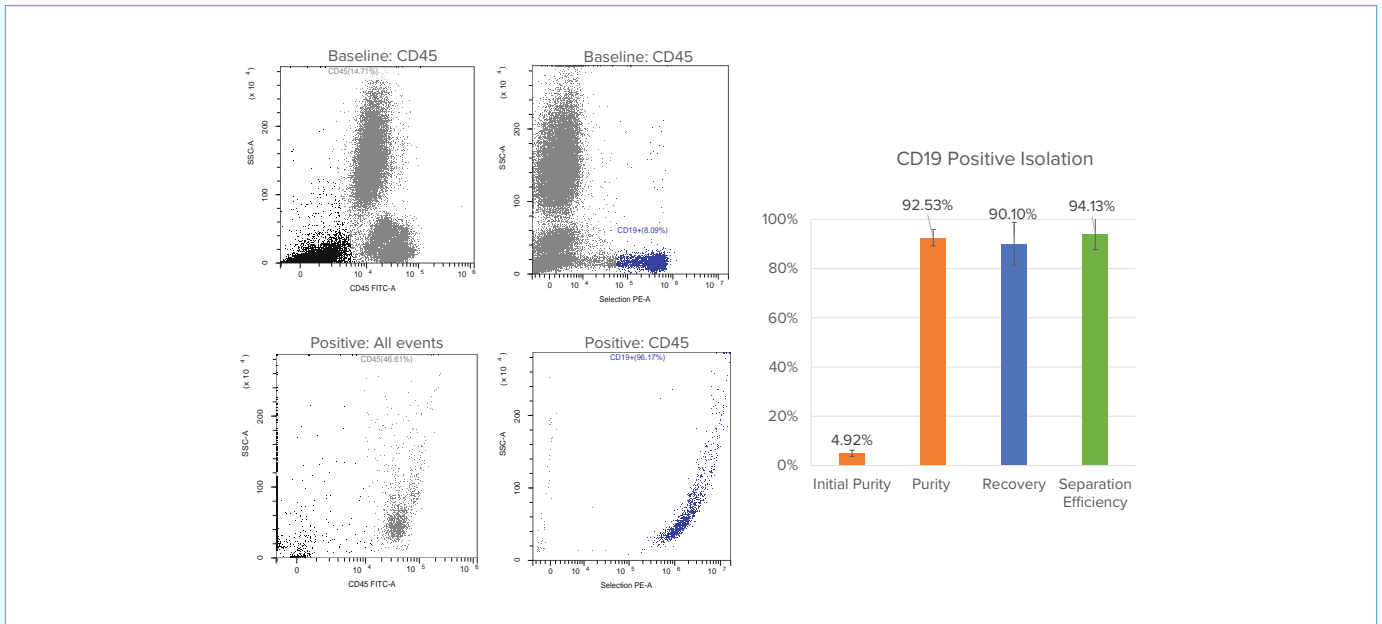 Baseline: CD45
CD45(14.71%)
(x 10 4)
SSC-A
200
100
0
0 10 4 10 5 10 6
CD45 FITC-A
Baseline: CD45
(x 10 4)
SSC-A
200
100
0
CD19+(8.09%)
0 10 4 10 5 10 6 10 7
Selection PE-A
Positive: All events
CD45(46.61%)
(x 10 4)
SSC-A
200
100
0
0 10 4 10 5 10 6
CD45 FITC-A
Positive: CD45
CD19+(96.17%)
(x 10 4)
SSC-A
200
100
0
0 10 4 10 5 10 6 10 7
Selection PE-A
CD19 Positive Isolation
92.53% 90.10% 94.13%
100%
80%
60%
40%
20%
4.92%
0%
Initial Purity Purity Recovery Separation
Efficiency